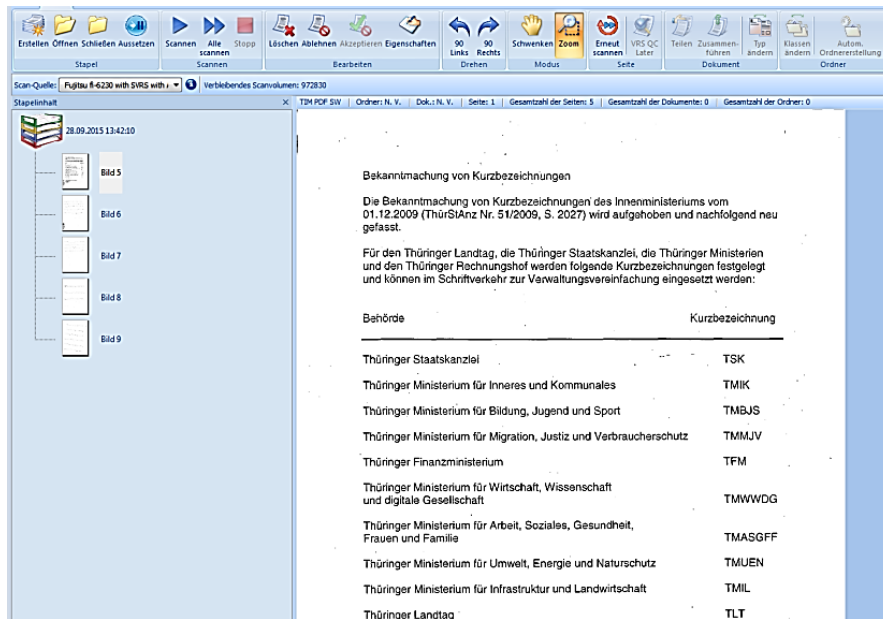 Erstellen Öffnen Schließen Aussetzen Scannen Alle scannen Stopp Löschen Ablehnen Akzeptieren Eigenschaften 90 Links 90 Rechts Schwenken Zoom Erneut scannen VRS QC Later Teilen Zusammen-führen Typ ändern Klassen ändern Autom. Ordnererstellung
Stapel Scannen Bearbeiten Drehen Modus Seite Dokument Ordner
Scan-Quelle: Fujitsu fi-6230 with SVRS with Verbleibendes Scanvolumen: 972830
Stapelinhalt × TIM PDF SW | Ordner: N. V. | Dok.: N. V. | Seite: 1 | Gesamtzahl der Seiten: 5 | Gesamtzahl der Dokumente: 0 | Gesamtzahl der Ordner: 0
28.09.2015 13:42:10
Bild 5
Bild 6
Bild 7
Bild 8
Bild 9
Bekanntmachung von Kurzbezeichnungen
Die Bekanntmachung von Kurzbezeichnungen des Innenministeriums vom
01.12.2009 (ThürStAnz Nr. 51/2009, S. 2027) wird aufgehoben und nachfolgend neu
gefasst.
Für den Thüringer Landtag, die Thüringer Staatskanzlei, die Thüringer Ministerien
und den Thüringer Rechnungshof werden folgende Kurzbezeichnungen festgelegt
und können im Schriftverkehr zur Verwaltungsvereinfachung eingesetzt werden:
Behörde Kurzbezeichnung
Thüringer Staatskanzlei TSK
Thüringer Ministerium für Inneres und Kommunales TMIK
Thüringer Ministerium für Bildung, Jugend und Sport TMBJS
Thüringer Ministerium für Migration, Justiz und Verbraucherschutz TMMJV
Thüringer Finanzministerium TFM
Thüringer Ministerium für Wirtschaft, Wissenschaft
und digitale Gesellschaft TMWWDG
Thüringer Ministerium für Arbeit, Soziales, Gesundheit,
Frauen und Familie TMASGFF
Thüringer Ministerium für Umwelt, Energie und Naturschutz TMUEN
Thüringer Ministerium für Infrastruktur und Landwirtschaft TMIL
Thüringer Landtag TLT